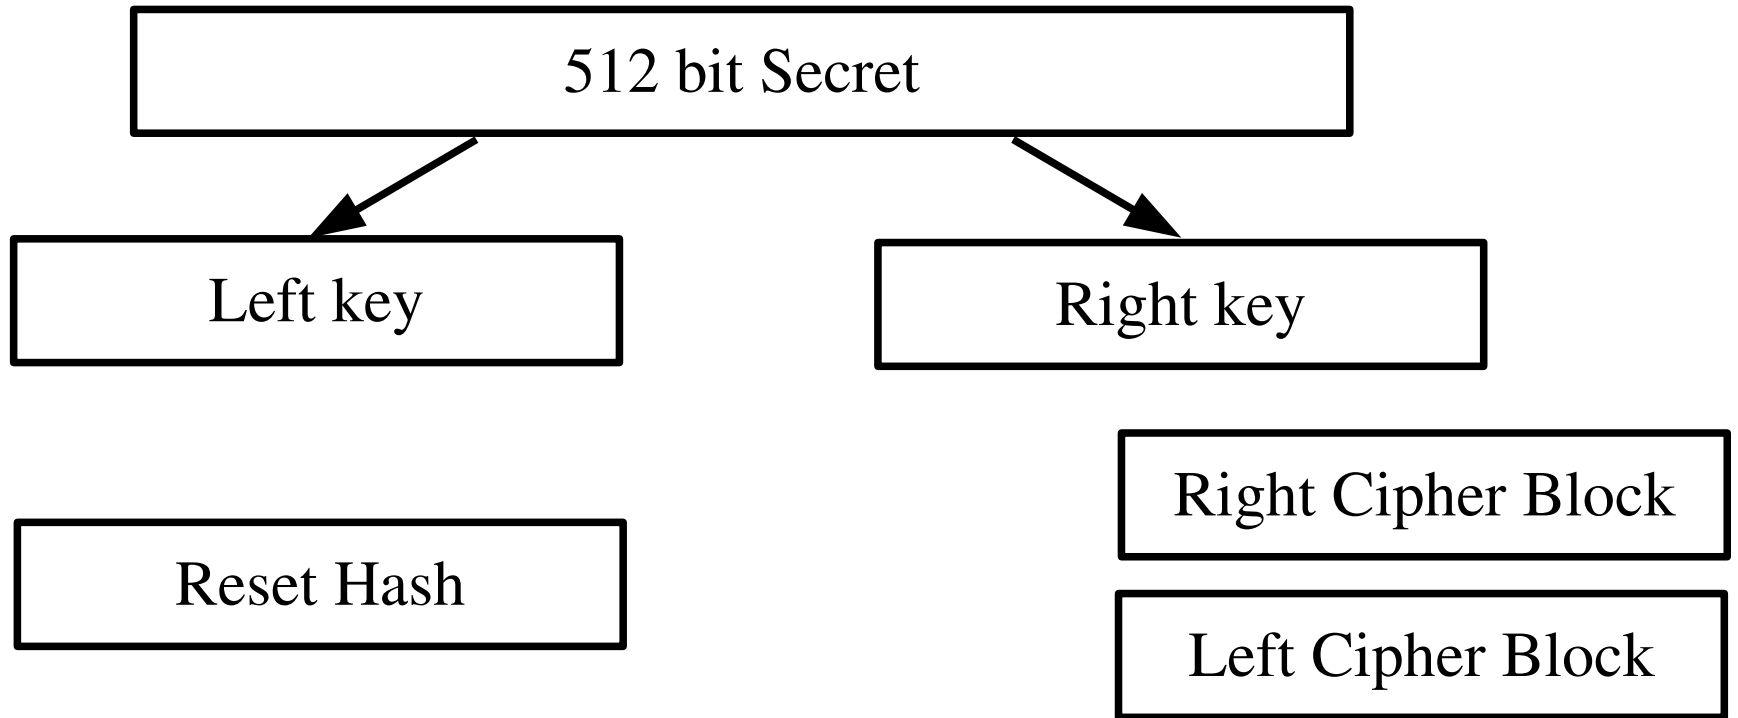 512 bit Secret
Left key
Right key
Right Cipher Block
Reset Hash
Left Cipher Block